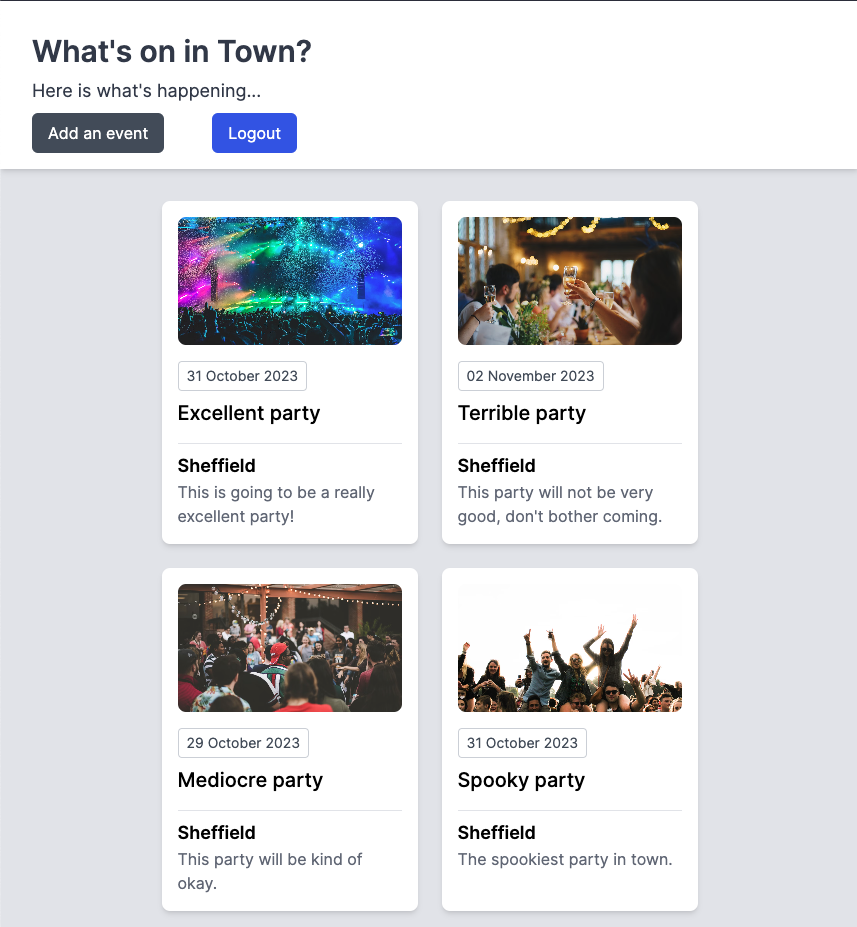 What's on in Town?
Here is what's happening...
Add an event
Logout
31 October 2023
Excellent party
Sheffield
This is going to be a really
excellent party!
02 November 2023
Terrible party
Sheffield
This party will not be very
good, don't bother coming.
29 October 2023
Mediocre party
Sheffield
This party will be kind of
okay.
31 October 2023
Spooky party
Sheffield
The spookiest party in town.